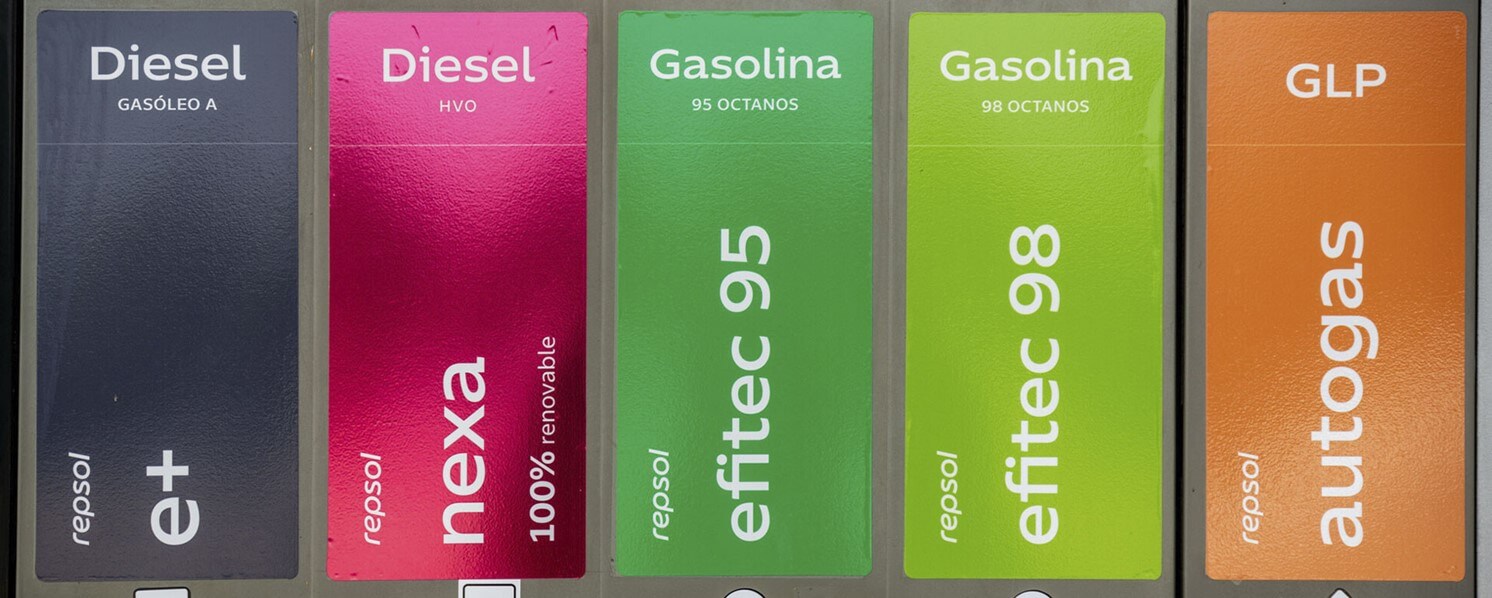 Diesel
GASÓLEO A
repsol
e+
Diesel
HVO
repsol
nexa
100% renovable
Gasolina
95 OCTANOS
repsol
efitec 95
Gasolina
98 OCTANOS
repsol
efitec 98
GLP
repsol
autogas